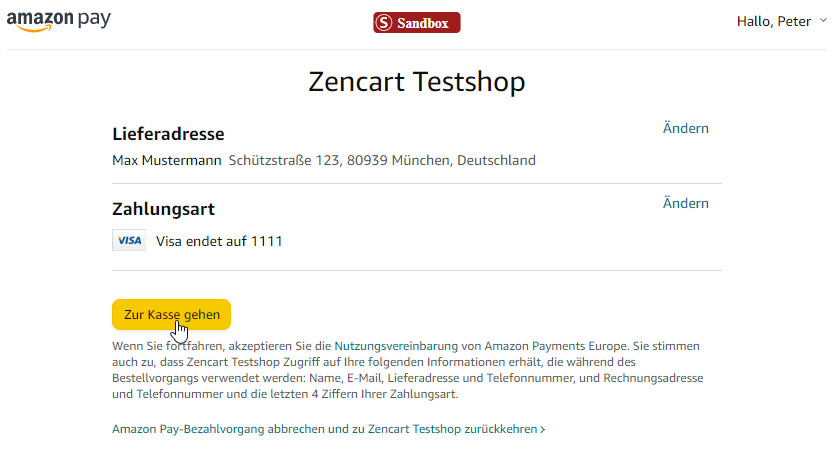 amazon pay
S Sandbox
Hallo, Peter
Zencart Testshop
Lieferadresse
Ändern
Max Mustermann Schützstraße 123, 80939 München, Deutschland
Zahlungsart
Ändern
VISA Visa endet auf 1111
Zur Kasse gehen
Wenn Sie fortfahren, akzeptieren Sie die Nutzungsvereinbarung von Amazon Payments Europe. Sie stimmen
auch zu, dass Zencart Testshop Zugriff auf Ihre folgenden Informationen erhält, die während des
Bestellvorgangs verwendet werden: Name, E-Mail, Lieferadresse und Telefonnummer, und Rechnungsadresse
und Telefonnummer und die letzten 4 Ziffern Ihrer Zahlungsart.
Amazon Pay-Bezahlvorgang abbrechen und zu Zencart Testshop zurückkehren ›